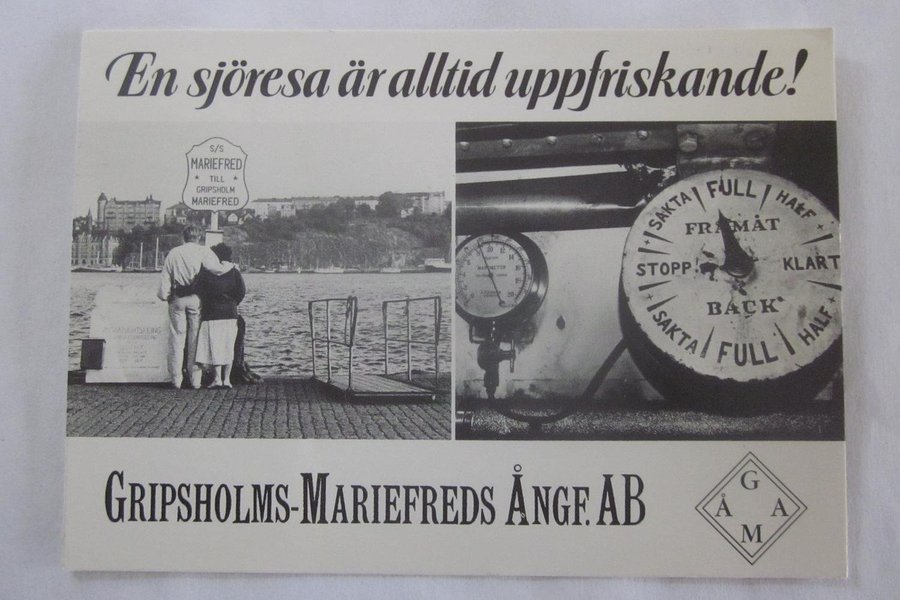 En sjöresa är alltid uppfriskande!
S/S
MARIEFRED
TILL
GRIPSHOLM
MARIEFRED
SAKTA FULL HALF
FRAMÅT
STOPP! KLART
BACK
SAKTA FULL HALF
MANOMETER
GRIPSHOLMS-MARIEFREDS ÅNGF. AB
G
Å A
M